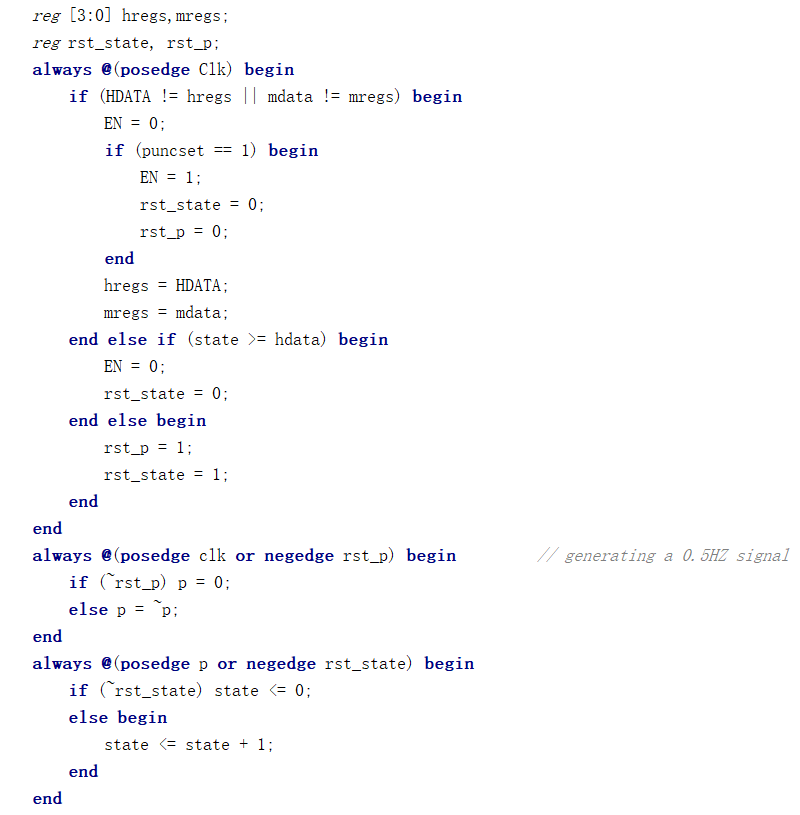 reg [3:0] hregs,mregs;
reg rst_state, rst_p;
always @(posedge Clk) begin
    if (HDATA != hregs || mdata != mregs) begin
        EN = 0;
        if (puncset == 1) begin
            EN = 1;
            rst_state = 0;
            rst_p = 0;
        end
        hregs = HDATA;
        mregs = mdata;
    end else if (state >= hdata) begin
        EN = 0;
        rst_state = 0;
    end else begin
        rst_p = 1;
        rst_state = 1;
    end
end
always @(posedge clk or negedge rst_p) begin         // generating a 0.5HZ signal
    if (~rst_p) p = 0;
    else p = ~p;
end
always @(posedge p or negedge rst_state) begin
    if (~rst_state) state <= 0;
    else begin
        state <= state + 1;
    end
end